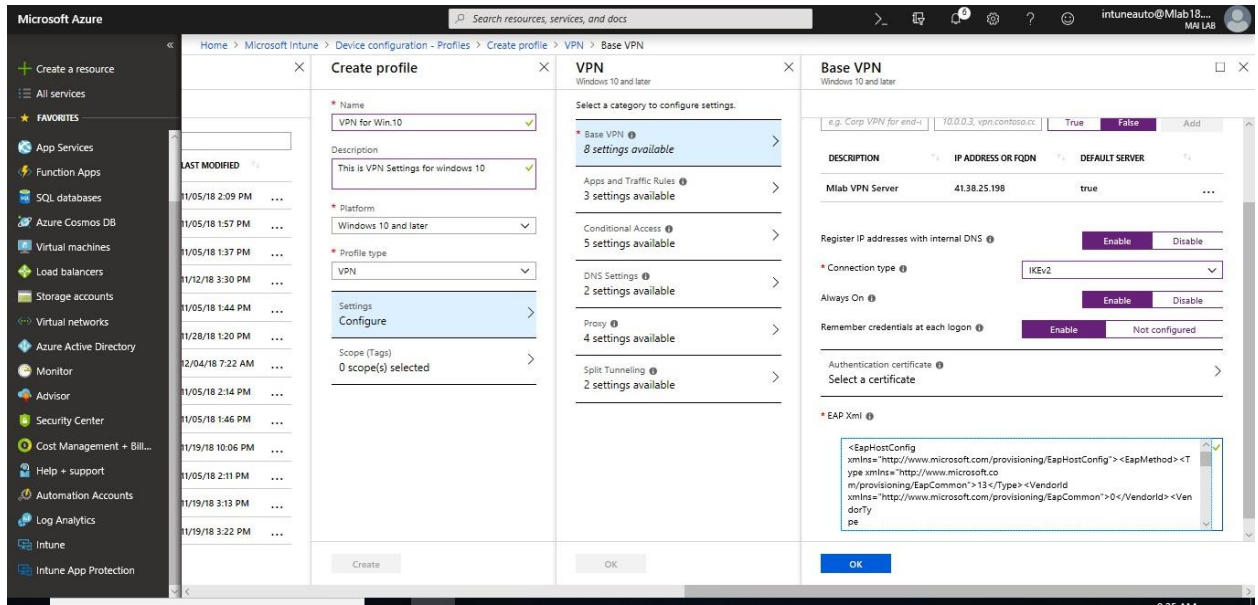 Microsoft Azure
Search resources, services, and docs
6
intuneauto@Mlab18....
MAI LAB
Home > Microsoft Intune > Device configuration - Profiles > Create profile > VPN > Base VPN
Create a resource
All services
FAVORITES
App Services
Function Apps
SQL databases
Azure Cosmos DB
Virtual machines
Load balancers
Storage accounts
Virtual networks
Azure Active Directory
Monitor
Advisor
Security Center
Cost Management + Bill...
Help + support
Automation Accounts
Log Analytics
Intune
Intune App Protection
LAST MODIFIED
11/05/18 2:09 PM ...
11/05/18 1:57 PM ...
11/05/18 1:37 PM ...
11/12/18 3:30 PM ...
11/05/18 1:44 PM ...
11/28/18 1:20 PM ...
12/04/18 7:22 AM ...
11/05/18 2:14 PM ...
11/05/18 1:46 PM ...
11/19/18 10:06 PM ...
11/05/18 2:11 PM ...
11/19/18 3:13 PM ...
11/19/18 3:22 PM ...
Create profile
* Name
VPN for Win.10
Description
This is VPN Settings for windows 10
* Platform
Windows 10 and later
* Profile type
VPN
Settings
Configure
Scope (Tags)
0 scope(s) selected
Create
VPN
Windows 10 and later
Select a category to configure settings.
* Base VPN
8 settings available
Apps and Traffic Rules
3 settings available
Conditional Access
5 settings available
DNS Settings
2 settings available
Proxy
4 settings available
Split Tunneling
2 settings available
OK
Base VPN
Windows 10 and later
e.g. Corp VPN for end-u 10.0.0.3, vpn.contoso.cc True False Add
DESCRIPTION IP ADDRESS OR FQDN DEFAULT SERVER
Mlab VPN Server 41.38.25.198 true ...
Register IP addresses with internal DNS Enable Disable
* Connection type IKEv2
Always On Enable Disable
Remember credentials at each logon Enable Not configured
Authentication certificate
Select a certificate
* EAP Xml
<EapHostConfig
xmlns="http://www.microsoft.com/provisioning/EapHostConfig"><EapMethod><T
ype xmlns="http://www.microsoft.co
m/provisioning/EapCommon">13</Type><VendorId
xmlns="http://www.microsoft.com/provisioning/EapCommon">0</VendorId><Ven
dorTy
pe
OK